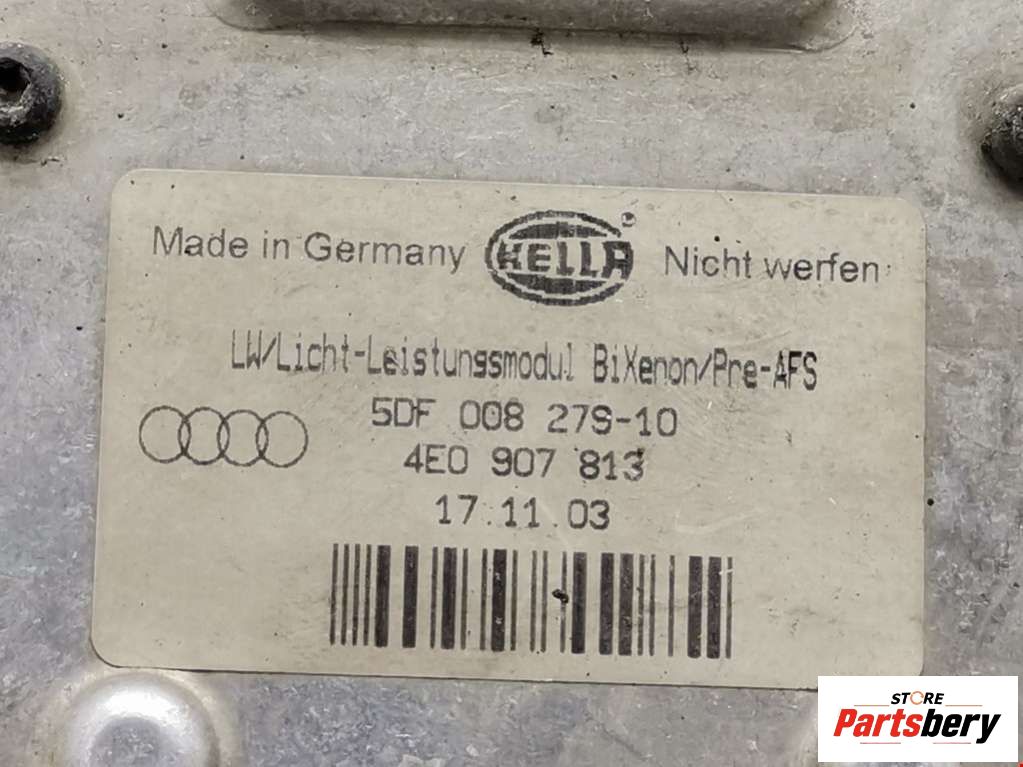 Made in Germany HELLA ® Nicht werfen
LW/Licht-Leistungsmodul BiXenon/Pre-AFS
5DF 008 279-10
4E0 907 813
17.11.03
STORE
Partsbery